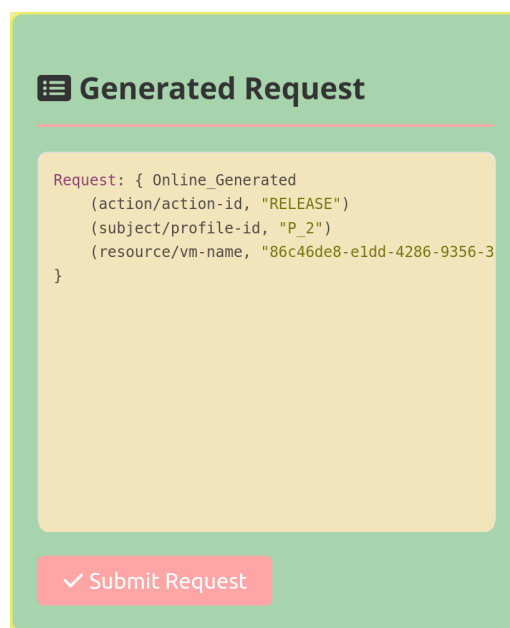 Generated Request
Request: { Online_Generated
    (action/action-id, "RELEASE")
    (subject/profile-id, "P_2")
    (resource/vm-name, "86c46de8-e1dd-4286-9356-3
}
Submit Request